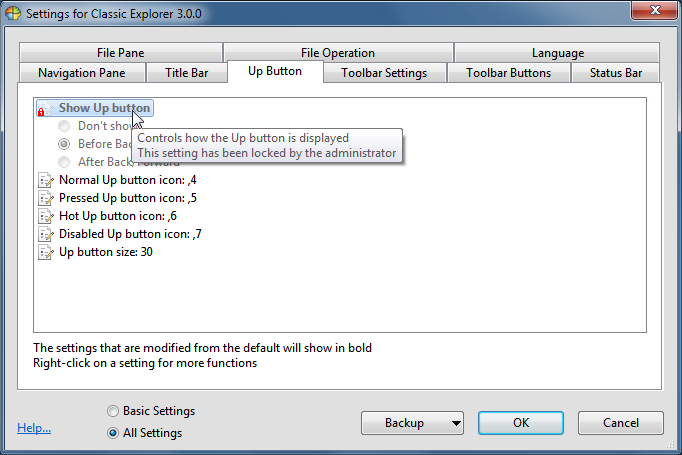 Settings for Classic Explorer 3.0.0
File Pane
File Operation
Language
Navigation Pane
Title Bar
Up Button
Toolbar Settings
Toolbar Buttons
Status Bar
Show Up button
Don't show
Before Bac
After Back/Forward
Controls how the Up button is displayed
This setting has been locked by the administrator
Normal Up button icon: ,4
Pressed Up button icon: ,5
Hot Up button icon: ,6
Disabled Up button icon: ,7
Up button size: 30
The settings that are modified from the default will show in bold
Right-click on a setting for more functions
Help...
Basic Settings
All Settings
Backup
OK
Cancel